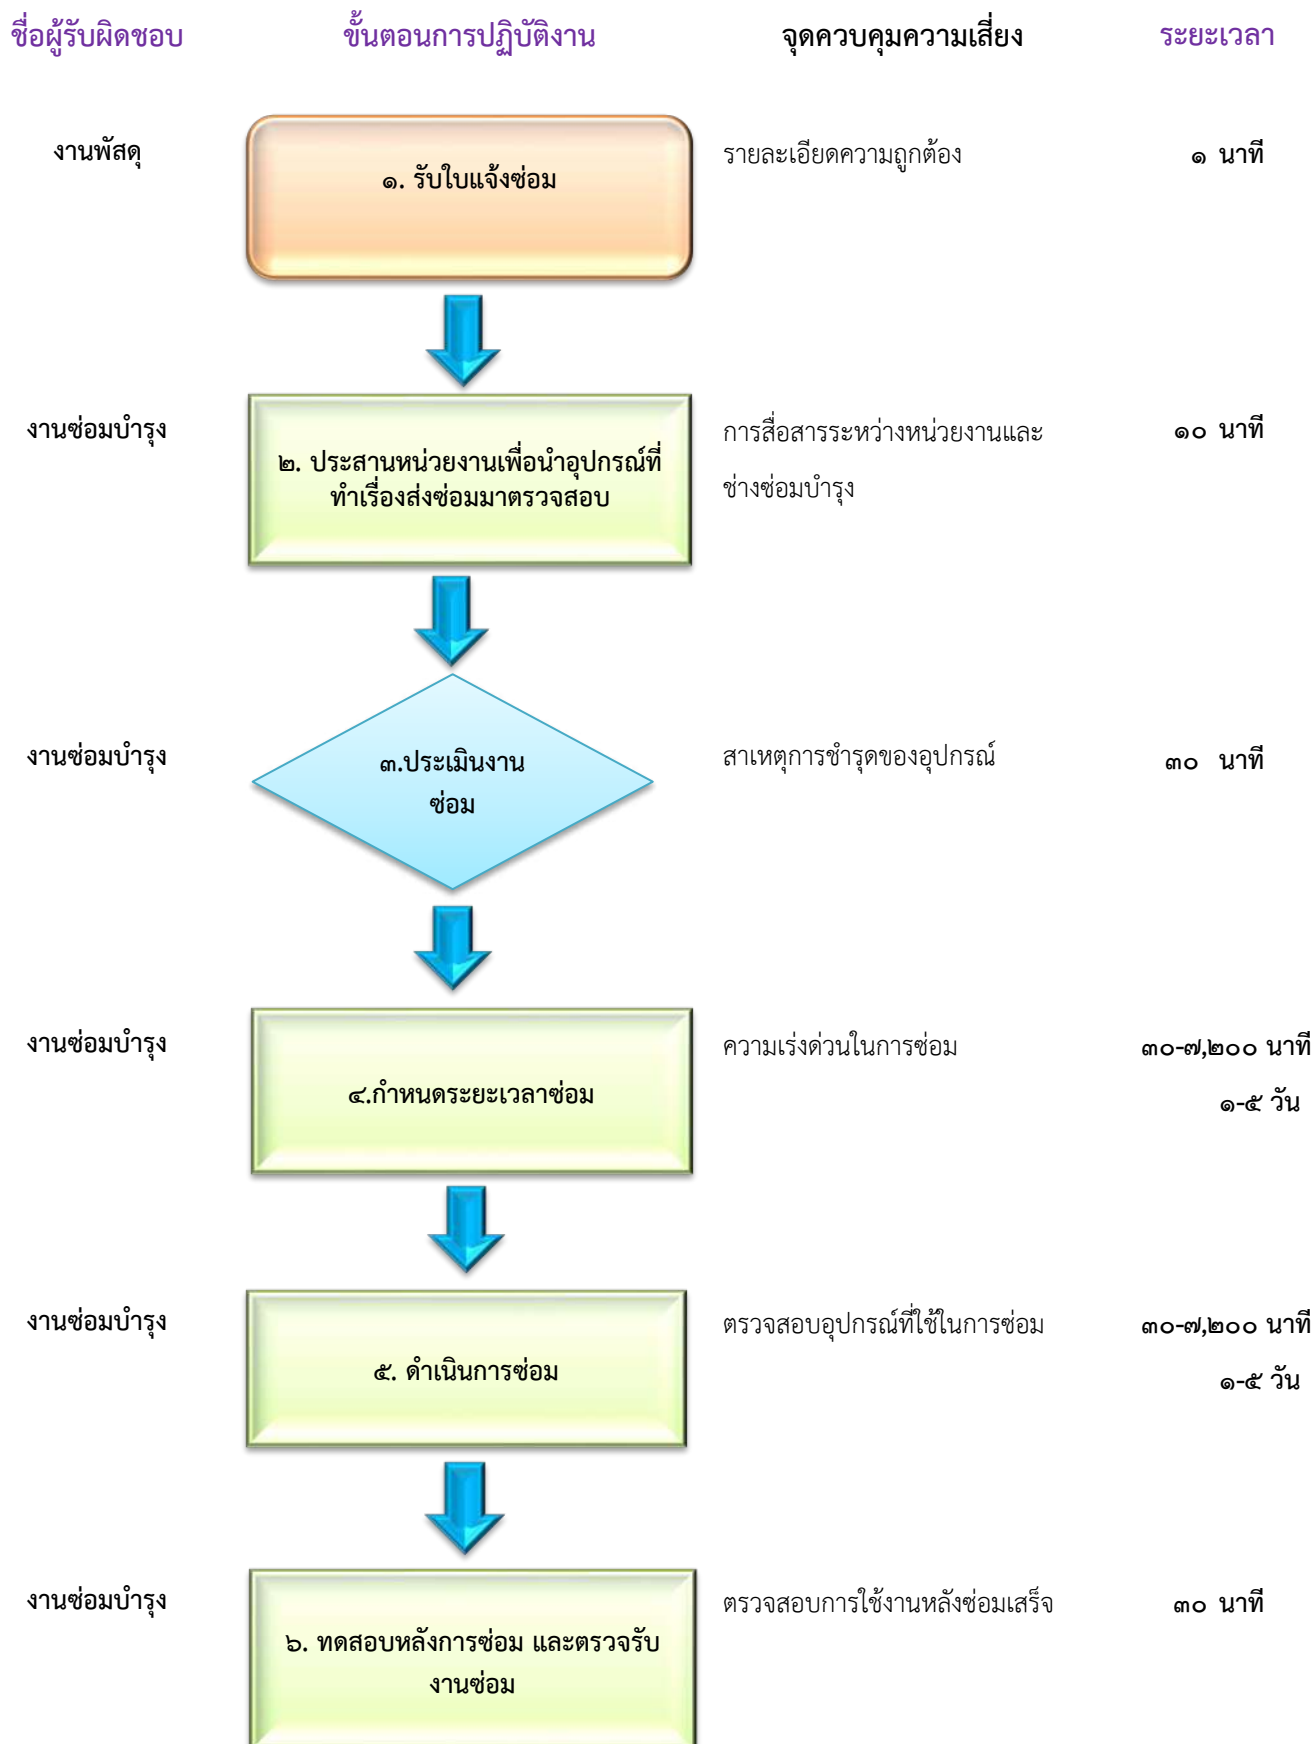 ชื่อผู้รับผิดชอบ ขั้นตอนการปฏิบัติงาน จุดควบคุมความเสี่ยง ระยะเวลา
งานพัสดุ ๑. รับใบแจ้งซ่อม รายละเอียดความถูกต้อง ๑ นาที
งานซ่อมบำรุง การสื่อสารระหว่างหน่วยงานและ ๑๐ นาที
๒. ประสานหน่วยงานเพื่อนำอุปกรณ์ที่
ทำเรื่องส่งซ่อมมาตรวจสอบ ช่างซ่อมบำรุง
งานซ่อมบำรุง ๓.ประเมินงาน สาเหตุการชำรุดของอุปกรณ์ ๓๐ นาที
ซ่อม
งานซ่อมบำรุง ความเร่งด่วนในการซ่อม ๓๐-๗,๒๐๐ นาที
๔.กำหนดระยะเวลาซ่อม ๑-๕ วัน
งานซ่อมบำรุง ตรวจสอบอุปกรณ์ที่ใช้ในการซ่อม ๓๐-๗,๒๐๐ นาที
๕. ดำเนินการซ่อม ๑-๕ วัน
งานซ่อมบำรุง ตรวจสอบการใช้งานหลังซ่อมเสร็จ ๓๐ นาที
๖. ทดสอบหลังการซ่อม และตรวจรับ
งานซ่อม